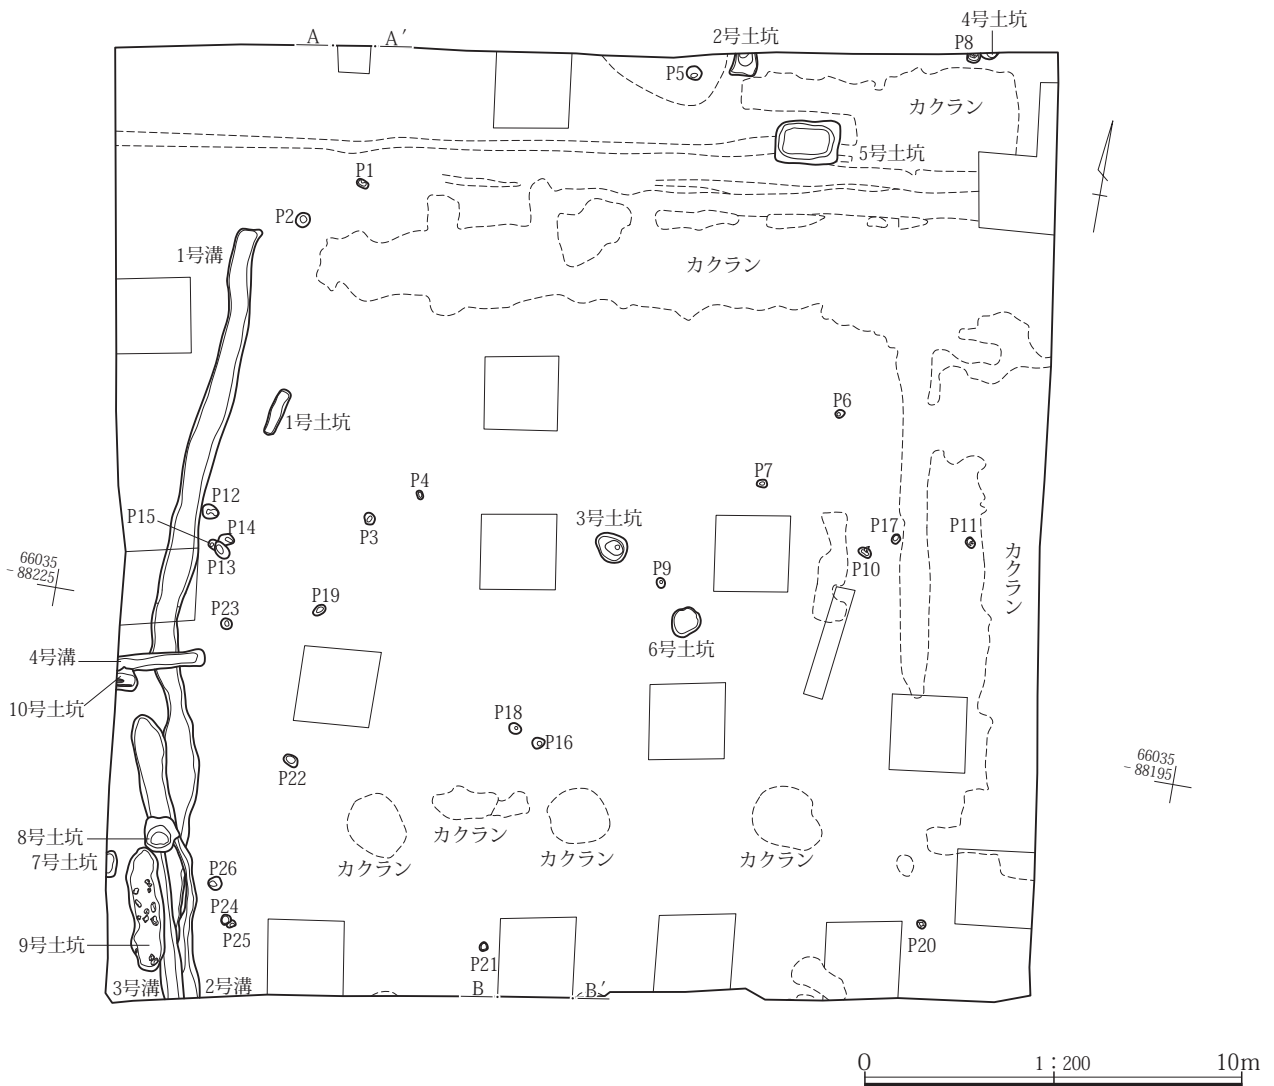 4号土坑
A
A′
2号土坑
P8
P5
カクラン
5号土坑
P1
P2
1号溝
カクラン
P6
1号土坑
P4
P7
P12
P15
P14
3号土坑
P17
P11
P3
P13
P10
カクラン
66035
−88225
P9
P19
P23
6号土坑
4号溝
10号土坑
P18
P16
66035
−88195
P22
8号土坑
カクラン
7号土坑
カクラン
カクラン
カクラン
P26
P24
P25
9号土坑
P20
P21
3号溝
2号溝
B
B′
0
1：200
10m